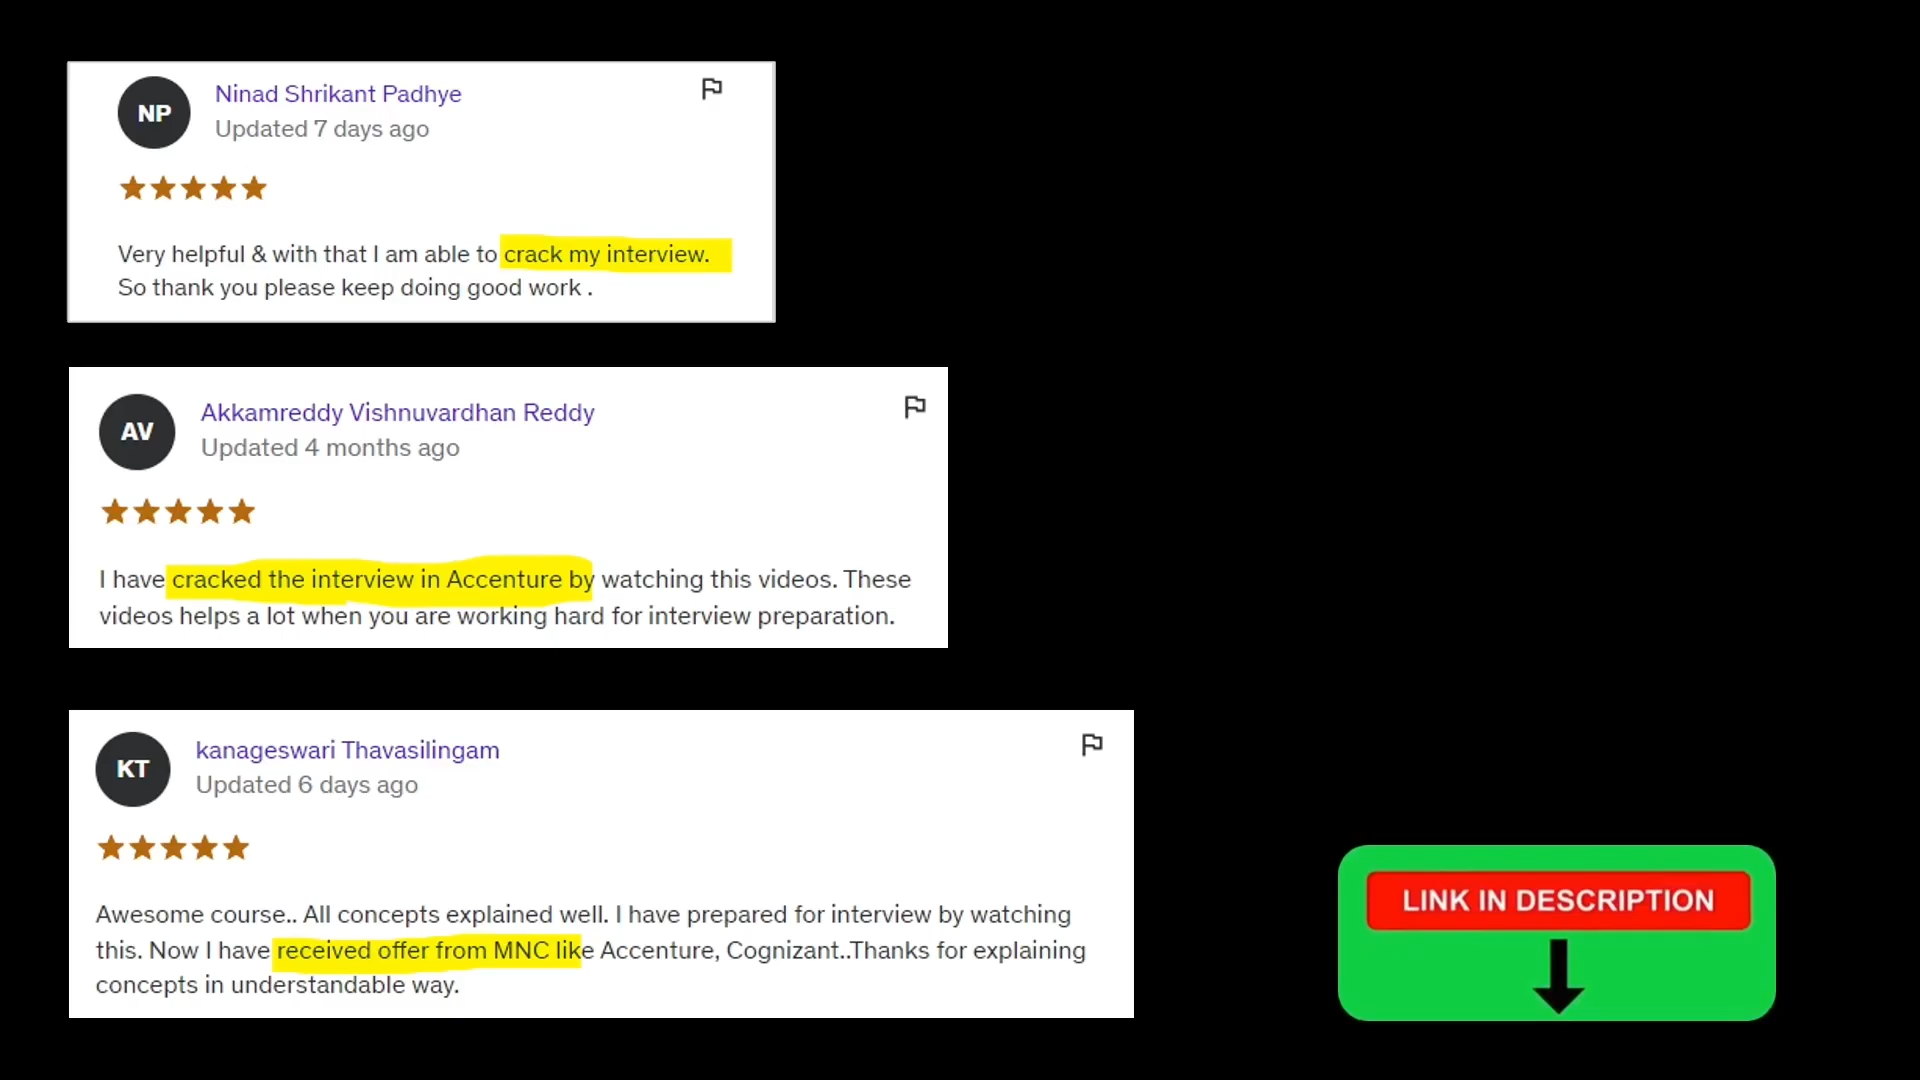 NP
Ninad Shrikant Padhye
Updated 7 days ago
Very helpful & with that I am able to crack my interview.
So thank you please keep doing good work .
AV
Akkamreddy Vishnuvardhan Reddy
Updated 4 months ago
I have cracked the interview in Accenture by watching this videos. These
videos helps a lot when you are working hard for interview preparation.
KT
kanageswari Thavasilingam
Updated 6 days ago
Awesome course.. All concepts explained well. I have prepared for interview by watching
this. Now I have received offer from MNC like Accenture, Cognizant..Thanks for explaining
concepts in understandable way.
LINK IN DESCRIPTION